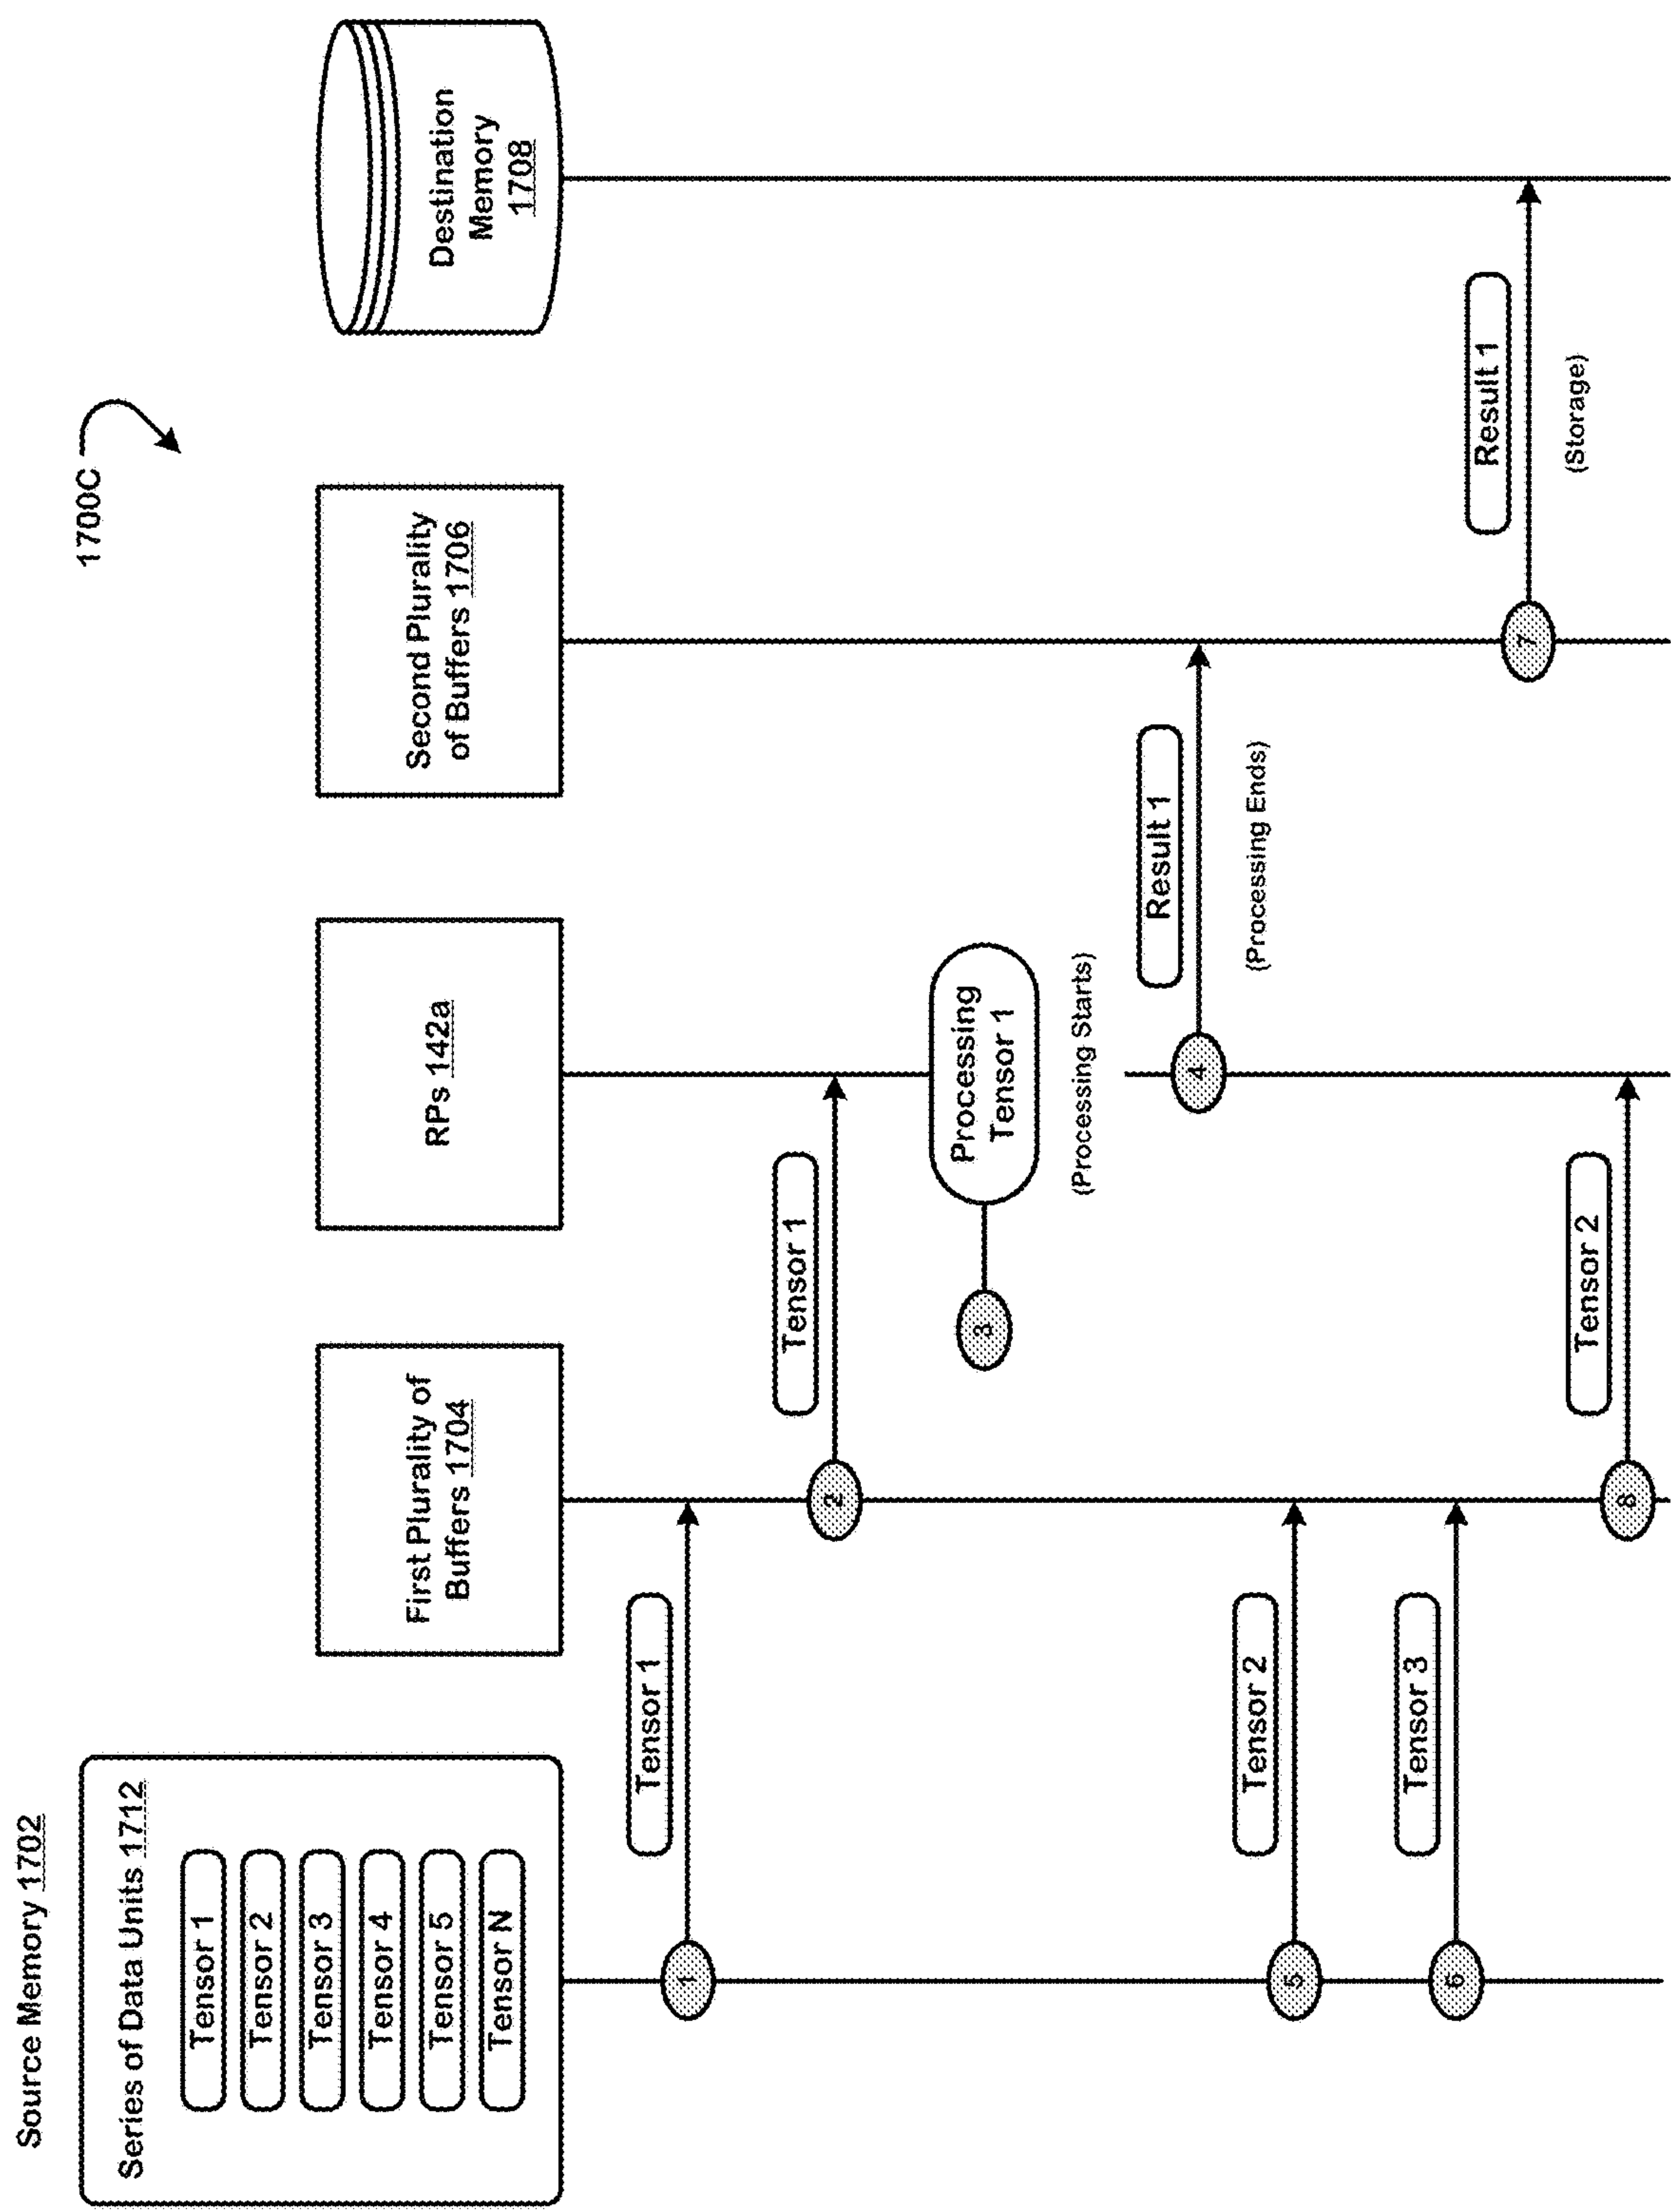 1700C
Source Memory 1702
Series of Data Units 1712
Tensor 1
Tensor 2
Tensor 3
Tensor 4
Tensor 5
Tensor N
First Plurality of
Buffers 1704
RPs 142a
Second Plurality
of Buffers 1706
Destination
Memory
1708
Tensor 1
1
Tensor 1
2
3
Processing
Tensor 1
(Processing Starts)
Result 1
4
(Processing Ends)
Tensor 2
5
Tensor 3
6
Result 1
7
(Storage)
Tensor 2
8